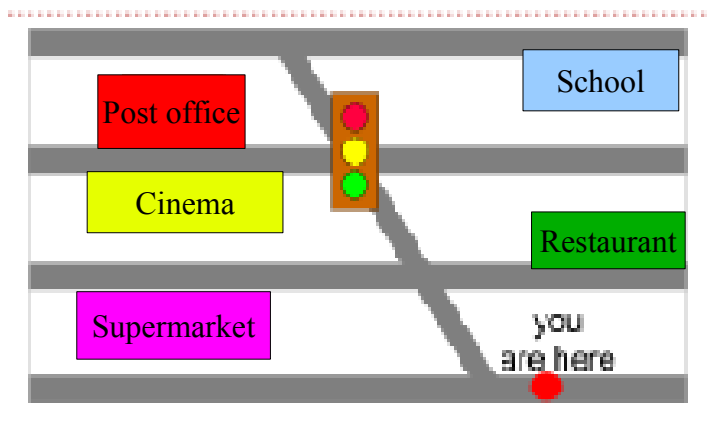 School
Post office
Cinema
Restaurant
Supermarket
you
are here